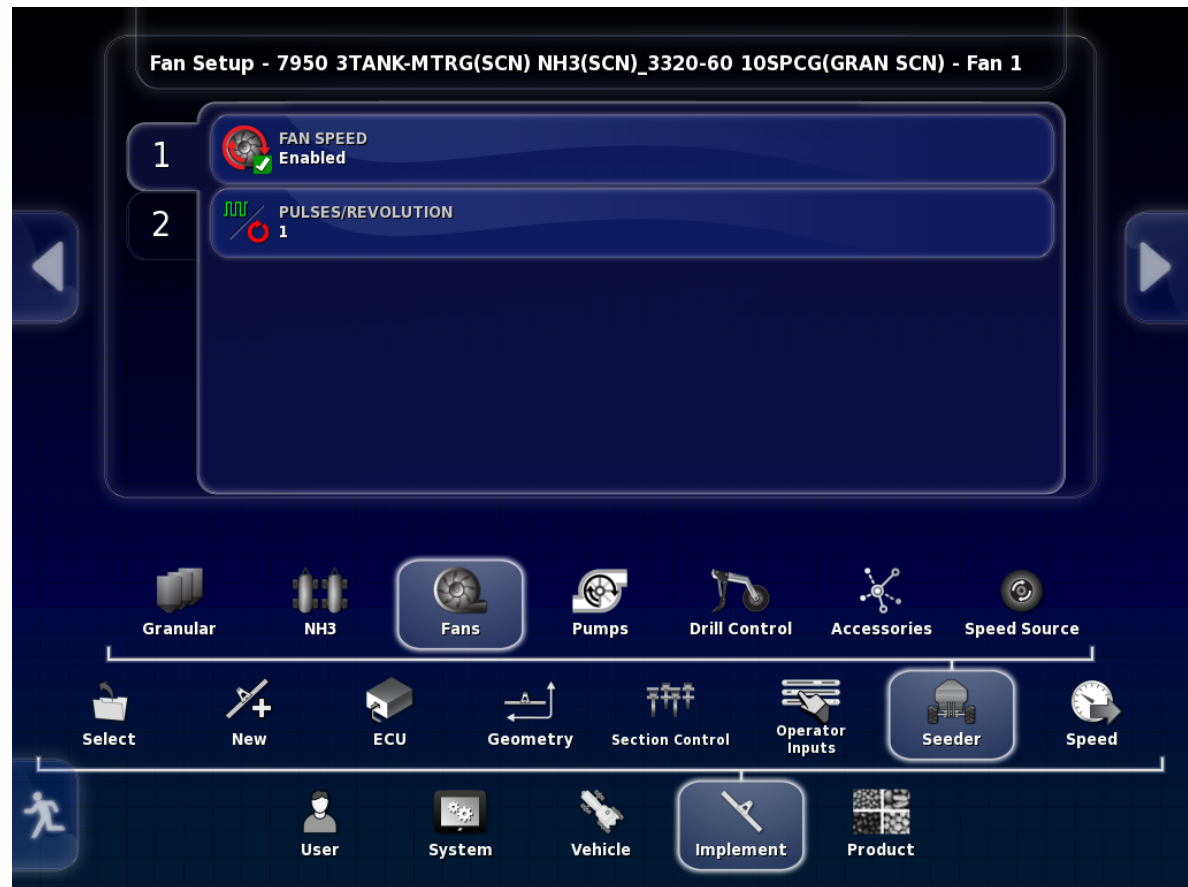 Fan Setup - 7950 3TANK-MTRG(SCN) NH3(SCN)_3320-60 10SPCG(GRAN SCN) - Fan 1
1
FAN SPEED
Enabled
2
PULSES/REVOLUTION
1
Granular
NH3
Fans
Pumps
Drill Control
Accessories
Speed Source
Select
New
ECU
Geometry
Section Control
Operator
Inputs
Seeder
Speed
User
System
Vehicle
Implement
Product